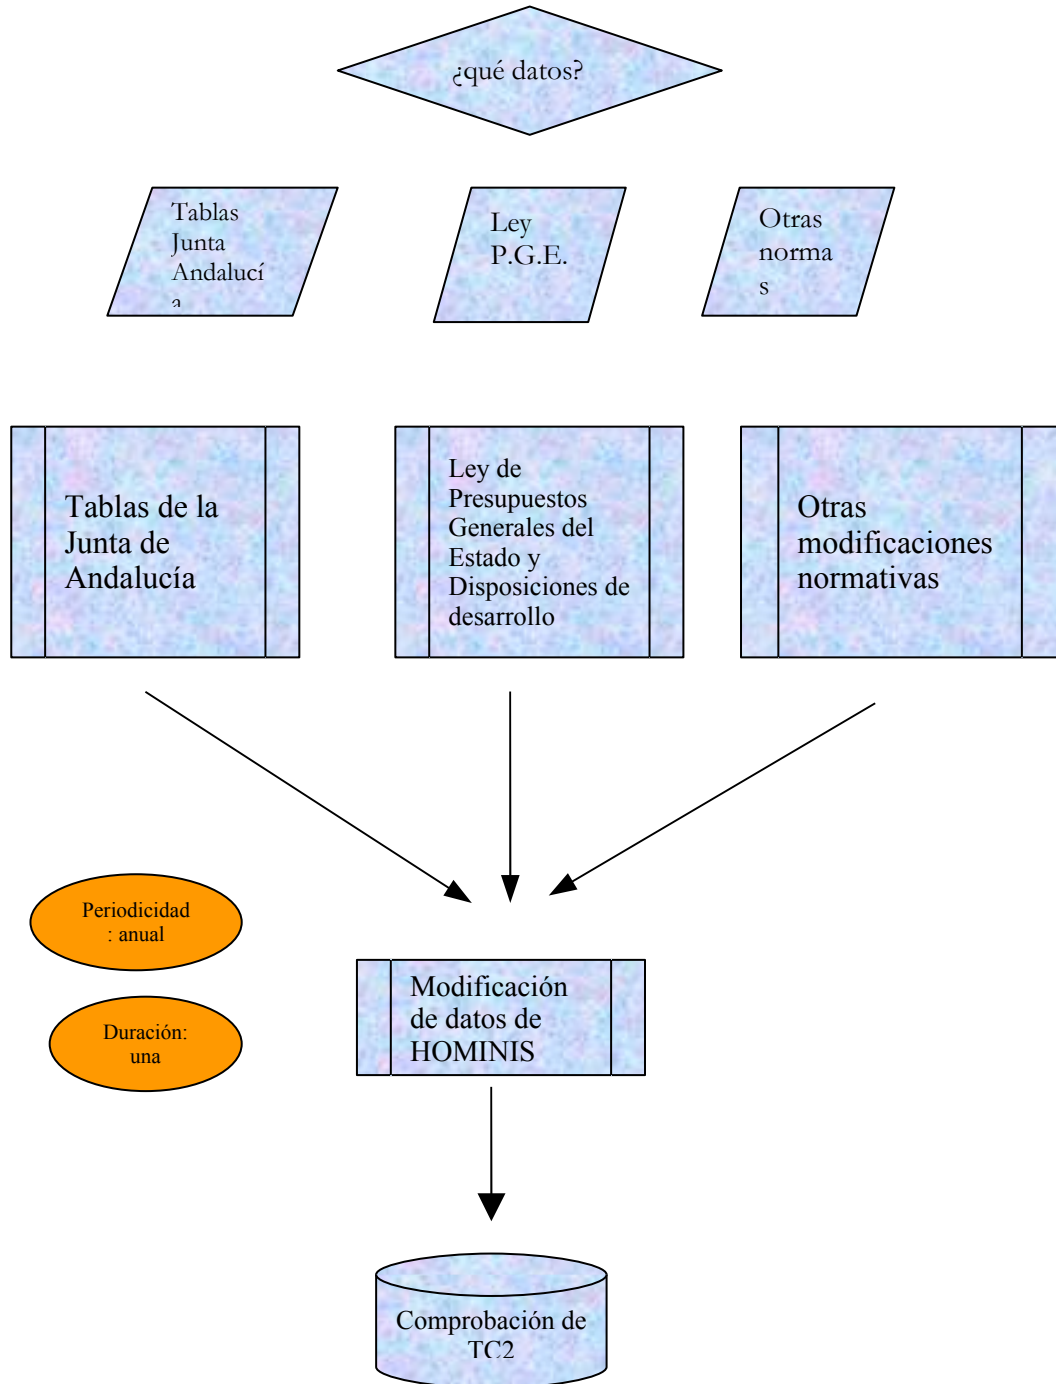 ¿qué datos?
Tablas
Junta
Andalucí
a
Ley
P.G.E.
Otras
norma
s
Tablas de la
Junta de
Andalucía
Ley de
Presupuestos
Generales del
Estado y
Disposiciones de
desarrollo
Otras
modificaciones
normativas
Periodicidad
: anual
Duración:
una
Modificación
de datos de
HOMINIS
Comprobación de
TC2